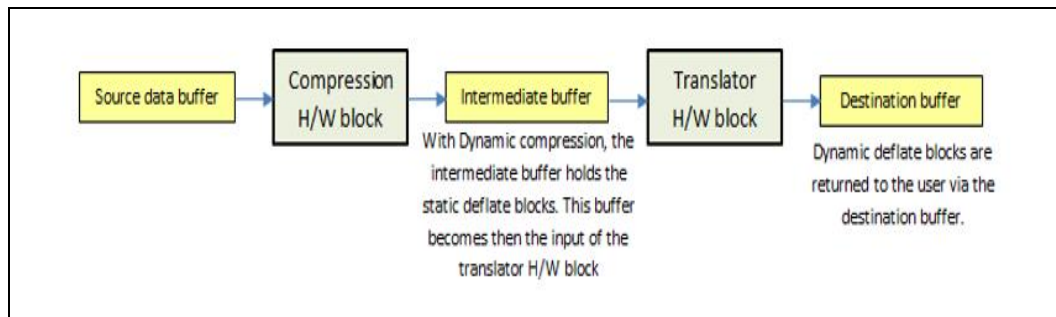 Source data buffer
Compression
H/W block
Intermediate buffer
Translator
H/W block
Destination buffer
With Dynamic compression, the
intermediate buffer holds the
static deflate blocks. This buffer
becomes then the input of the
translator H/W block
Dynamic deflate blocks are
returned to the user via the
destination buffer.